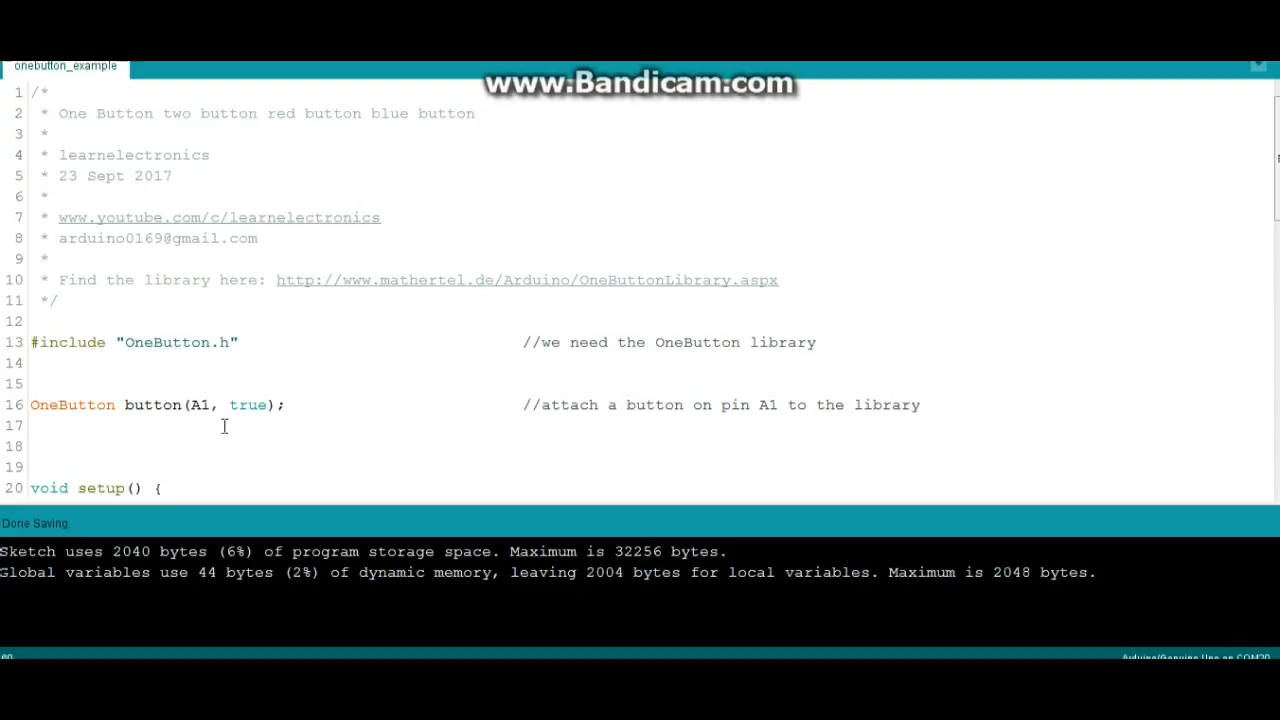 www.Bandicam.com
onebutton_example
1 /*
2 * One Button two button red button blue button
3 *
4 * learnelectronics
5 * 23 Sept 2017
6 *
7 * www.youtube.com/c/learnelectronics
8 * arduino0169@gmail.com
9 *
10 * Find the library here: http://www.mathertel.de/Arduino/OneButtonLibrary.aspx
11 */
12
13 #include "OneButton.h" //we need the OneButton library
14
15
16 OneButton button(A1, true); //attach a button on pin A1 to the library
17
18
19
20 void setup() {
Done Saving.
Sketch uses 2040 bytes (6%) of program storage space. Maximum is 32256 bytes.
Global variables use 44 bytes (2%) of dynamic memory, leaving 2004 bytes for local variables. Maximum is 2048 bytes.
Arduino/Genuino Uno on COM20